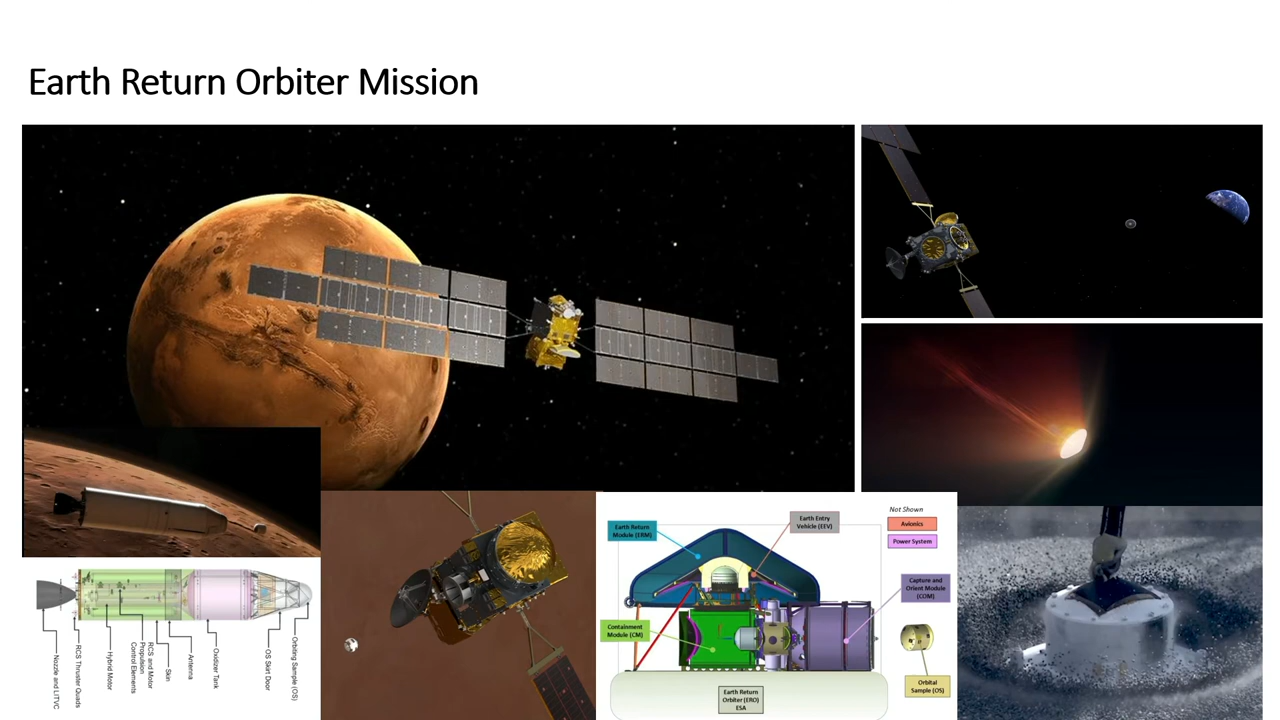 Earth Return Orbiter Mission
Earth Return
Module (ERM)
Earth Entry
Vehicle (EEV)
Not Shown
Avionics
Power System
Capture and
Orient Module
(COM)
Containment
Module (CM)
Orbital
Sample (OS)
Earth Return
Orbiter (ERO)
ESA
Nozzle and LITVC
RCS Thruster Quads
Hybrid Motor
RCS and Motor
Propulsion
Control Elements
Skin
Antenna
Oxidizer Tank
OS Skirt Door
Orbiting Sample (OS)